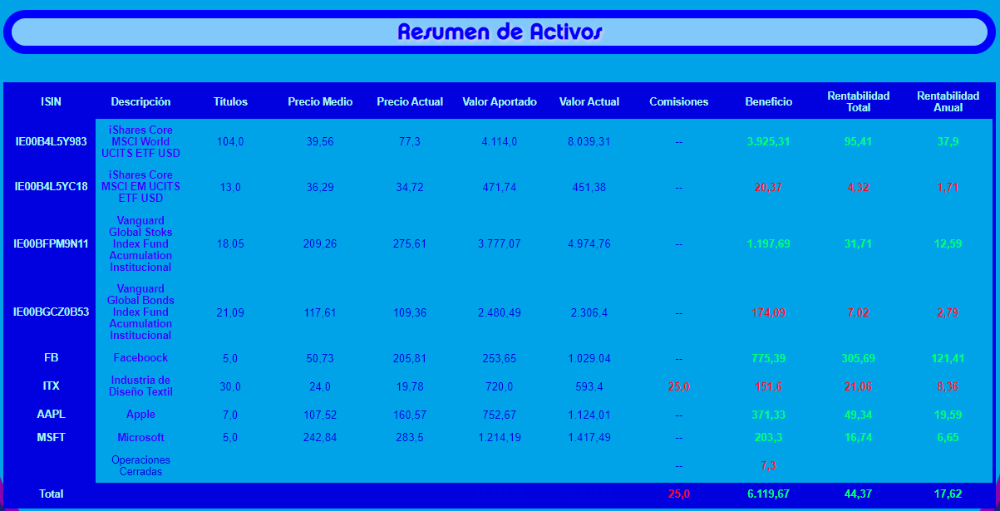 Resumen de Activos
ISIN Descripción Titulos Precio Medio Precio Actual Valor Aportado Valor Actual Comisiones Beneficio Rentabilidad Total Rentabilidad Anual
IE00B4L5Y983 iShares Core MSCI World UCITS ETF USD 104,0 39,56 77,3 4.114,0 8.039,31 -- 3.925,31 95,41 37,9
IE00B4L5YC18 iShares Core MSCI EM UCITS ETF USD 13,0 36,29 34,72 471,74 451,38 -- 20,37 4,32 1,71
IE00BFPM9N11 Vanguard Global Stoks Index Fund Acumulation Institucional 18,05 209,26 275,61 3.777,07 4.974,76 -- 1.197,69 31,71 12,59
IE00BGCZ0B53 Vanguard Global Bonds Index Fund Acumulation Institucional 21,09 117,61 109,36 2.480,49 2.306,4 -- 174,09 7,02 2,79
FB Faceboock 5,0 50,73 205,81 253,65 1.029,04 -- 775,39 305,69 121,41
ITX Industria de Diseño Textil 30,0 24,0 19,78 720,0 593,4 25,0 151,6 21,06 8,36
AAPL Apple 7,0 107,52 160,57 752,67 1.124,01 -- 371,33 49,34 19,59
MSFT Microsoft 5,0 242,84 283,5 1.214,19 1.417,49 -- 203,3 16,74 6,65
Operaciones Cerradas -- 7,3
Total 25,0 6.119,67 44,37 17,62